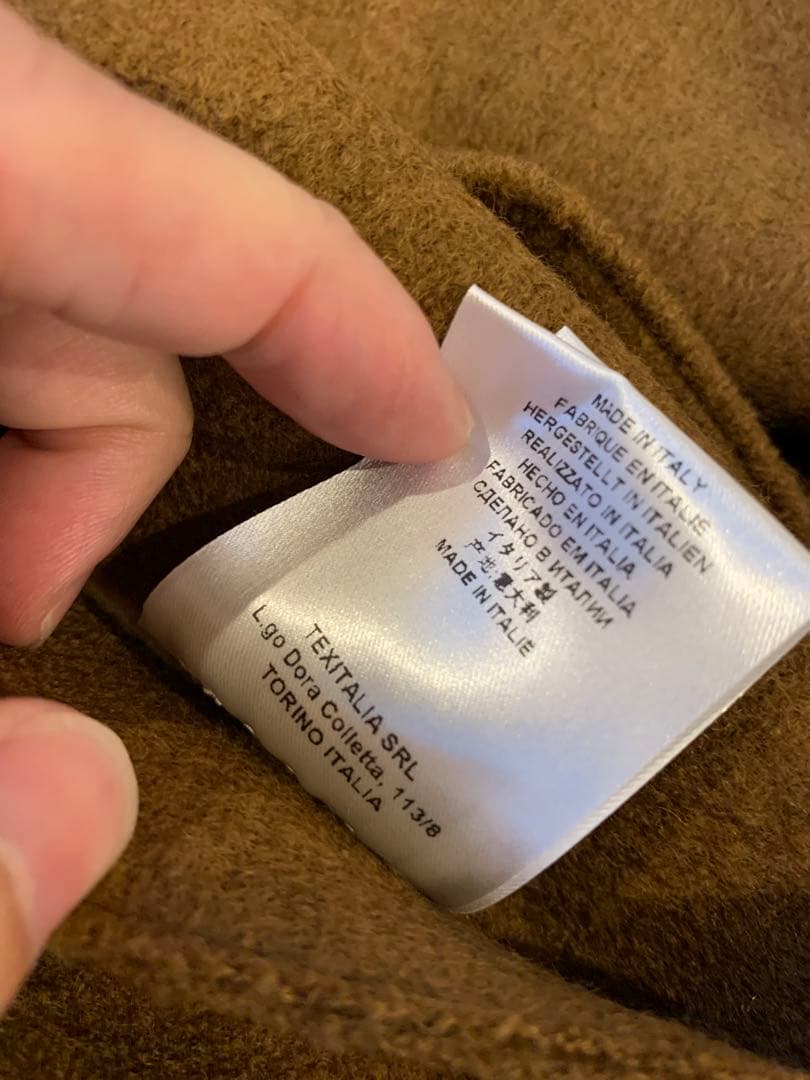 MADE IN ITALY
FABRIQUE EN ITALIE
HERGESTELLT IN ITALIEN
REALIZZATO IN ITALIA
HECHO EN ITALIA
FABRICADO EM ITALIA
СДЕЛАНО В ИТАПИИ
イタリア製
产地:意大利
MADE IN ITALIË
TEXITALIA SRL
L.go Dora Colletta, 113/8
TORINO ITALIA